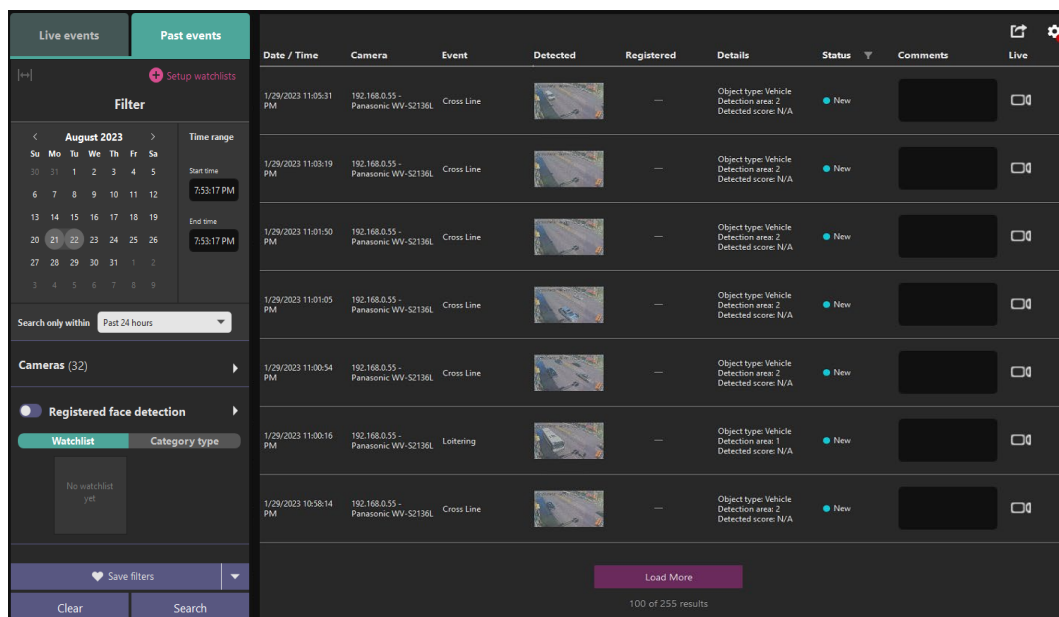 Live events
Past events
Setup watchlists
Filter
August 2023
Su Mo Tu We Th Fr Sa
30 31 1 2 3 4 5
6 7 8 9 10 11 12
13 14 15 16 17 18 19
20 21 22 23 24 25 26
27 28 29 30 31 1 2
3 4 5 6 7 8 9
Time range
Start time
7:53:17 PM
End time
7:53:17 PM
Search only within Past 24 hours
Cameras (32)
Registered face detection
Watchlist Category type
No watchlist
yet
Save filters
Clear Search
Date / Time Camera Event Detected Registered Details Status Comments Live
1/29/2023 11:05:31
PM
192.168.0.55 -
Panasonic WV-S2136L
Cross Line
—
Object type: Vehicle
Detection area: 2
Detected score: N/A
New
1/29/2023 11:03:19
PM
192.168.0.55 -
Panasonic WV-S2136L
Cross Line
—
Object type: Vehicle
Detection area: 2
Detected score: N/A
New
1/29/2023 11:01:50
PM
192.168.0.55 -
Panasonic WV-S2136L
Cross Line
—
Object type: Vehicle
Detection area: 2
Detected score: N/A
New
1/29/2023 11:01:05
PM
192.168.0.55 -
Panasonic WV-S2136L
Cross Line
—
Object type: Vehicle
Detection area: 2
Detected score: N/A
New
1/29/2023 11:00:54
PM
192.168.0.55 -
Panasonic WV-S2136L
Cross Line
—
Object type: Vehicle
Detection area: 2
Detected score: N/A
New
1/29/2023 11:00:16
PM
192.168.0.55 -
Panasonic WV-S2136L
Loitering
—
Object type: Vehicle
Detection area: 1
Detected score: N/A
New
1/29/2023 10:58:14
PM
192.168.0.55 -
Panasonic WV-S2136L
Cross Line
—
Object type: Vehicle
Detection area: 2
Detected score: N/A
New
Load More
100 of 255 results